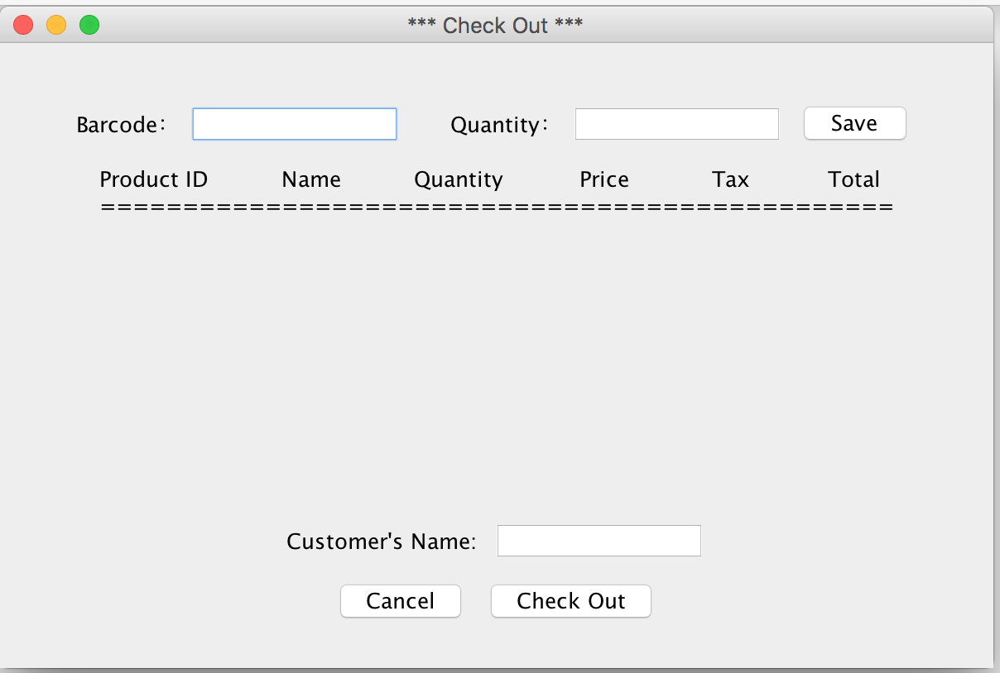 *** Check Out ***
Barcode: Quantity: Save
Product ID Name Quantity Price Tax Total
================================================
Customer's Name:
Cancel Check Out